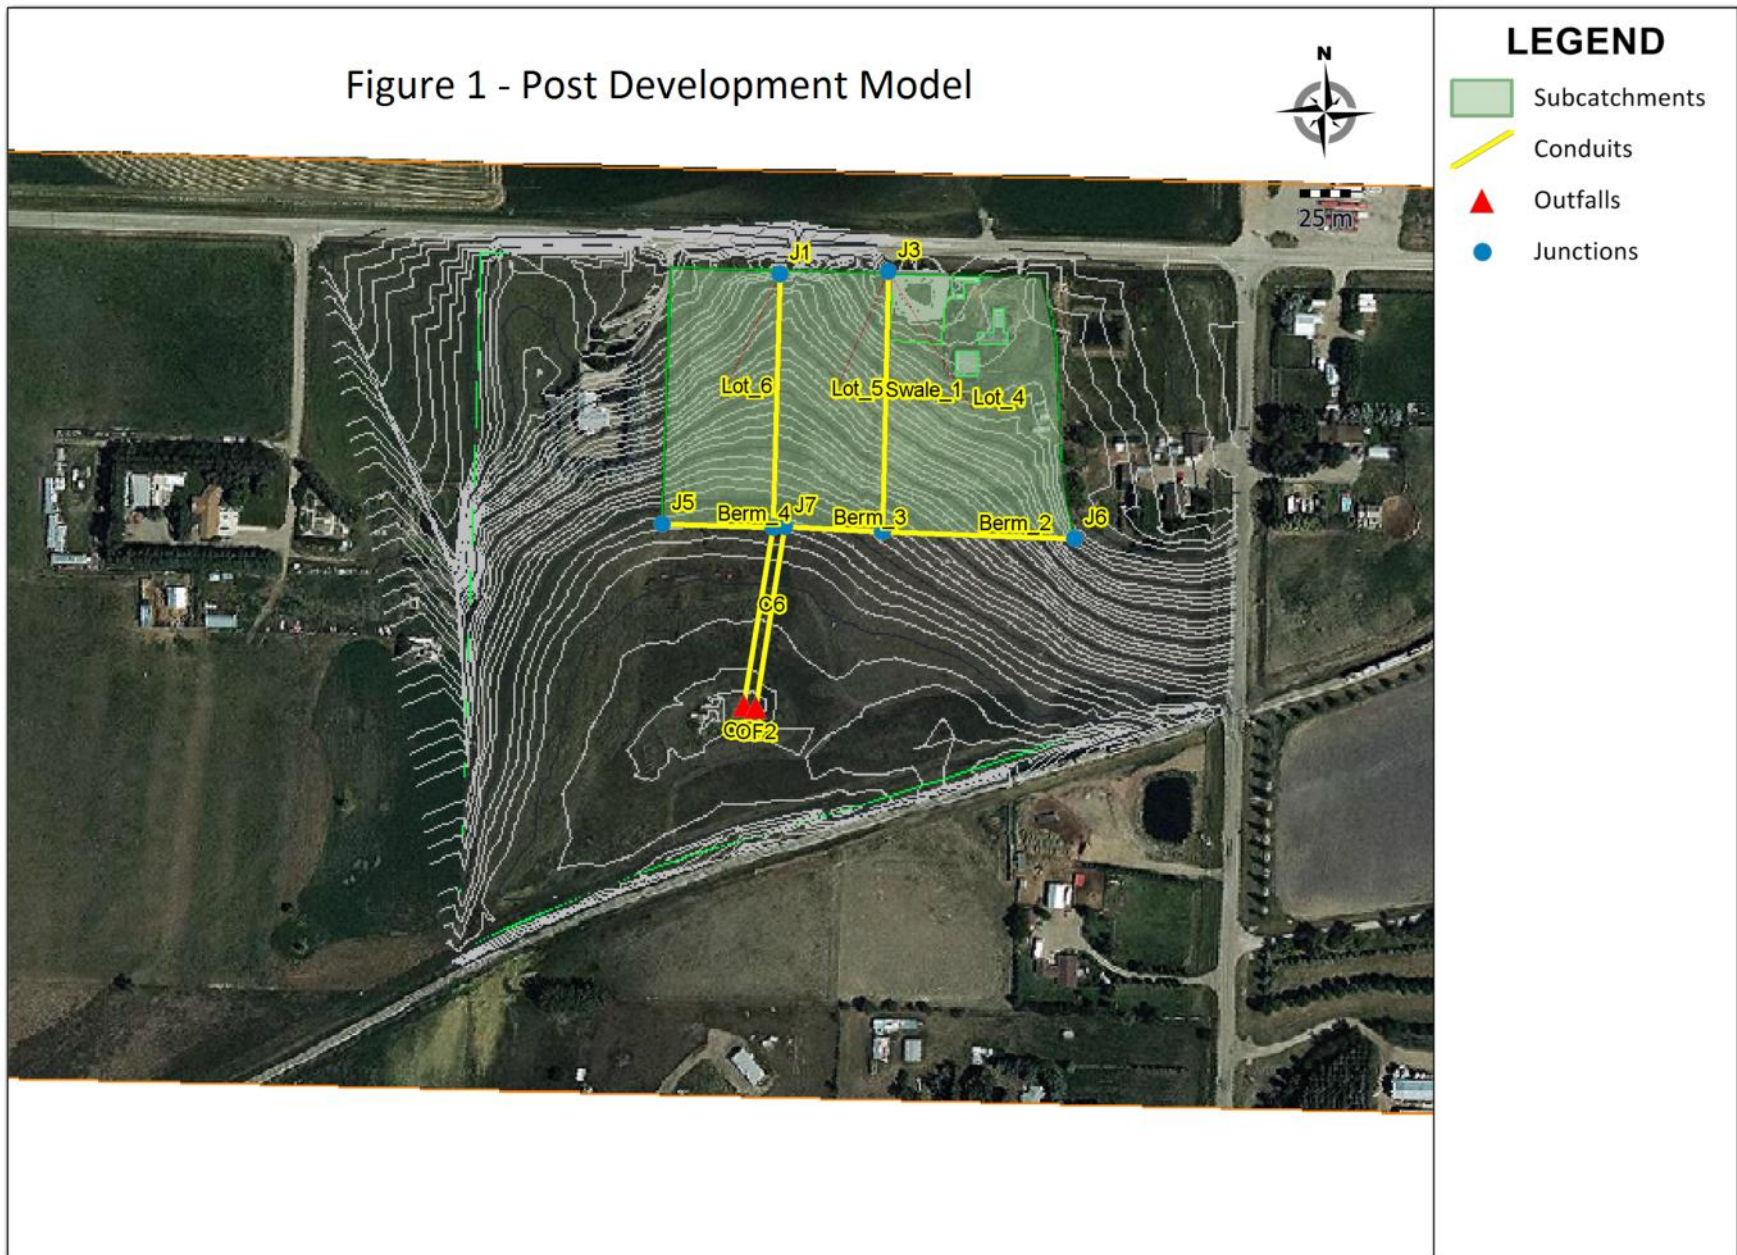 Figure 1 - Post Development Model
N
LEGEND
Subcatchments
Conduits
Outfalls
Junctions
25 m
J1
J3
Lot_6
Lot_5
Swale_1
Lot_4
J5
Berm_4
J7
Berm_3
Berm_2
J6
C6
OF2